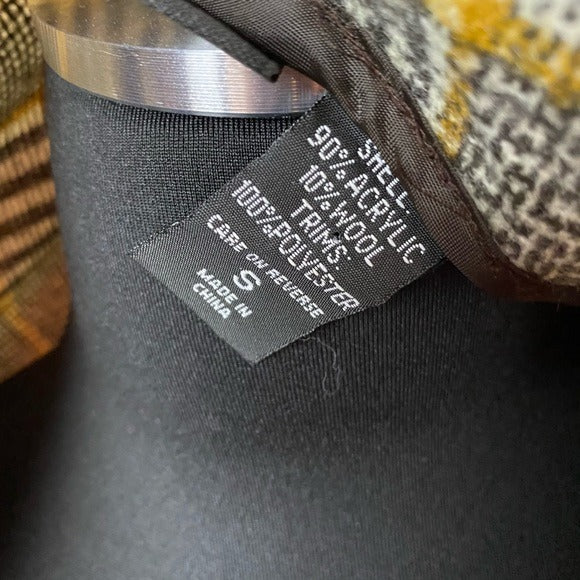 SHELL
90% ACRYLIC
10% WOOL
TRIMS:
100% POLYESTER
CARE ON REVERSE
S
MADE IN
CHINA